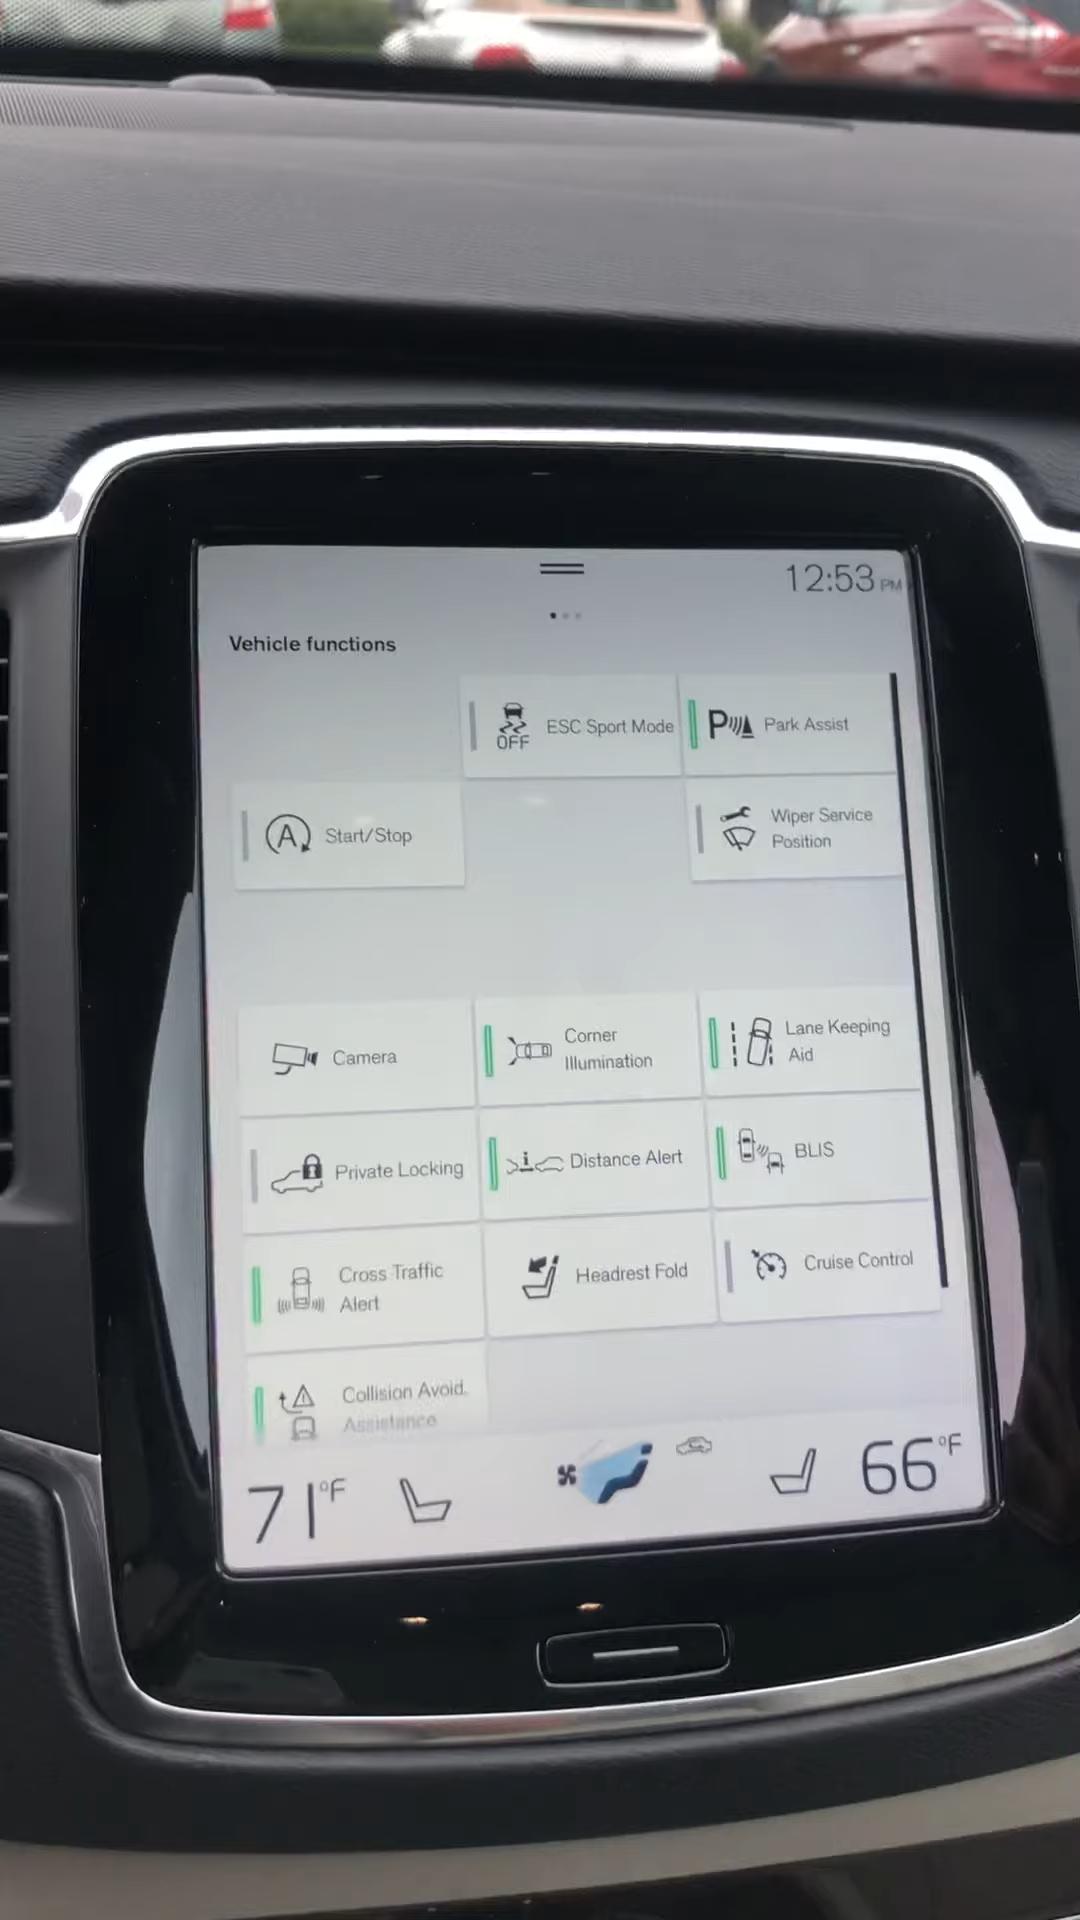 12:53 PM
Vehicle functions
OFF
ESC Sport Mode
P
Park Assist
A
Start/Stop
Wiper Service
Position
Camera
Corner
Illumination
Lane Keeping
Aid
Private Locking
Distance Alert
BLIS
Cross Traffic
Alert
Headrest Fold
Cruise Control
Collision Avoid.
Assistance
71°F
66°F